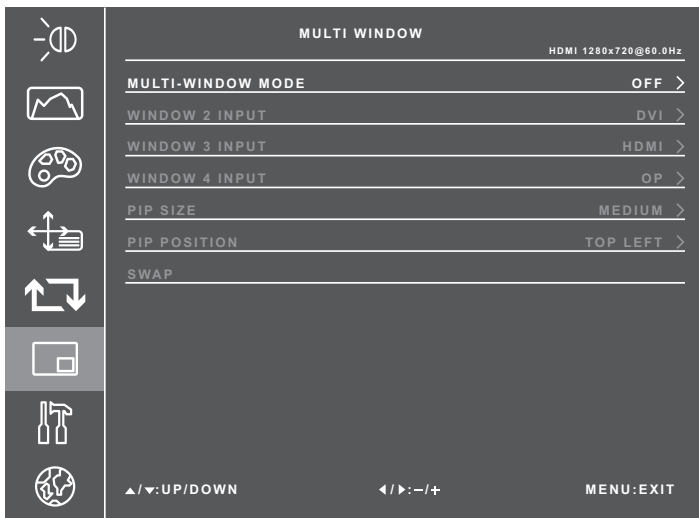 MULTI WINDOW
HDMI 1280x720@60.0Hz
MULTI-WINDOW MODE OFF >
WINDOW 2 INPUT DVI >
WINDOW 3 INPUT HDMI >
WINDOW 4 INPUT OP >
PIP SIZE MEDIUM >
PIP POSITION TOP LEFT >
SWAP
▲/▼:UP/DOWN ◀/▶:−/+ MENU:EXIT